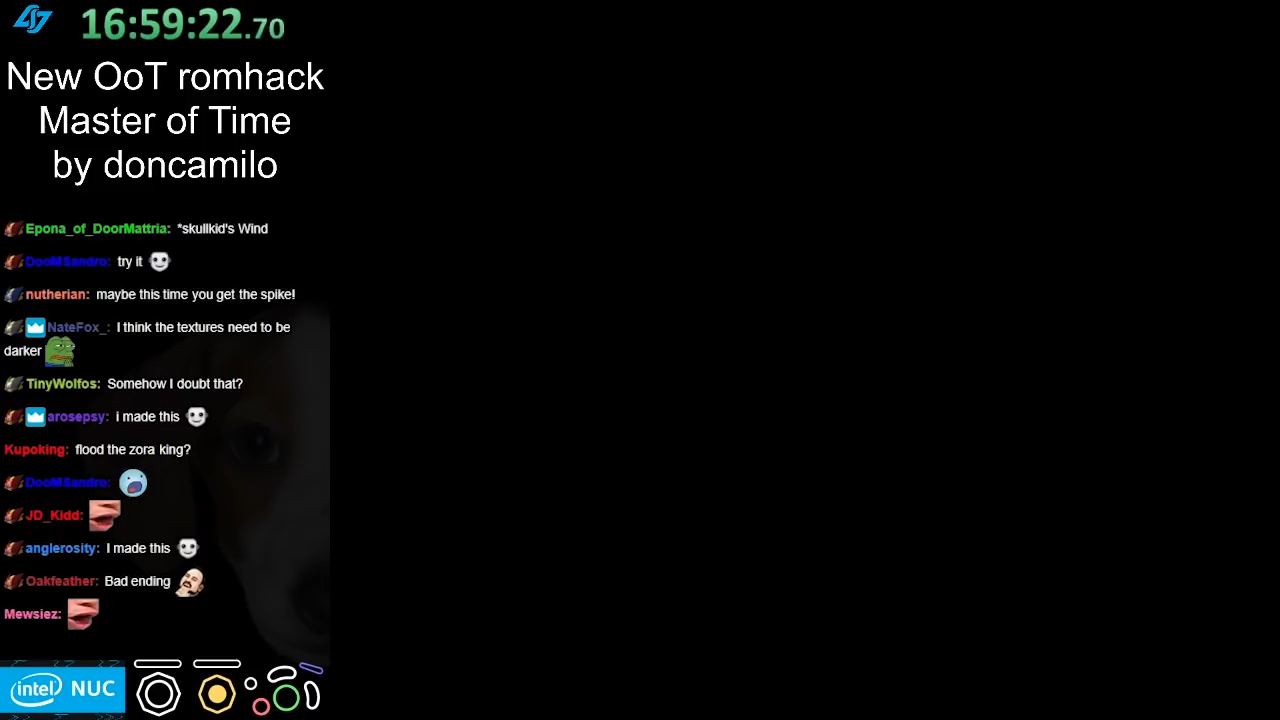 16:59:22.70
New OoT romhack
Master of Time
by doncamilo
Epona_of_DoorMattria: *skullkid's Wind
DooMSandro: try it
nutherian: maybe this time you get the spike!
NateFox_: I think the textures need to be
darker
TinyWolfos: Somehow I doubt that?
arosepsy: i made this
Kupoking: flood the zora king?
DooMSandro:
JD_Kidd:
anglerosity: I made this
Oakfeather: Bad ending
Mewsiez:
intel NUC